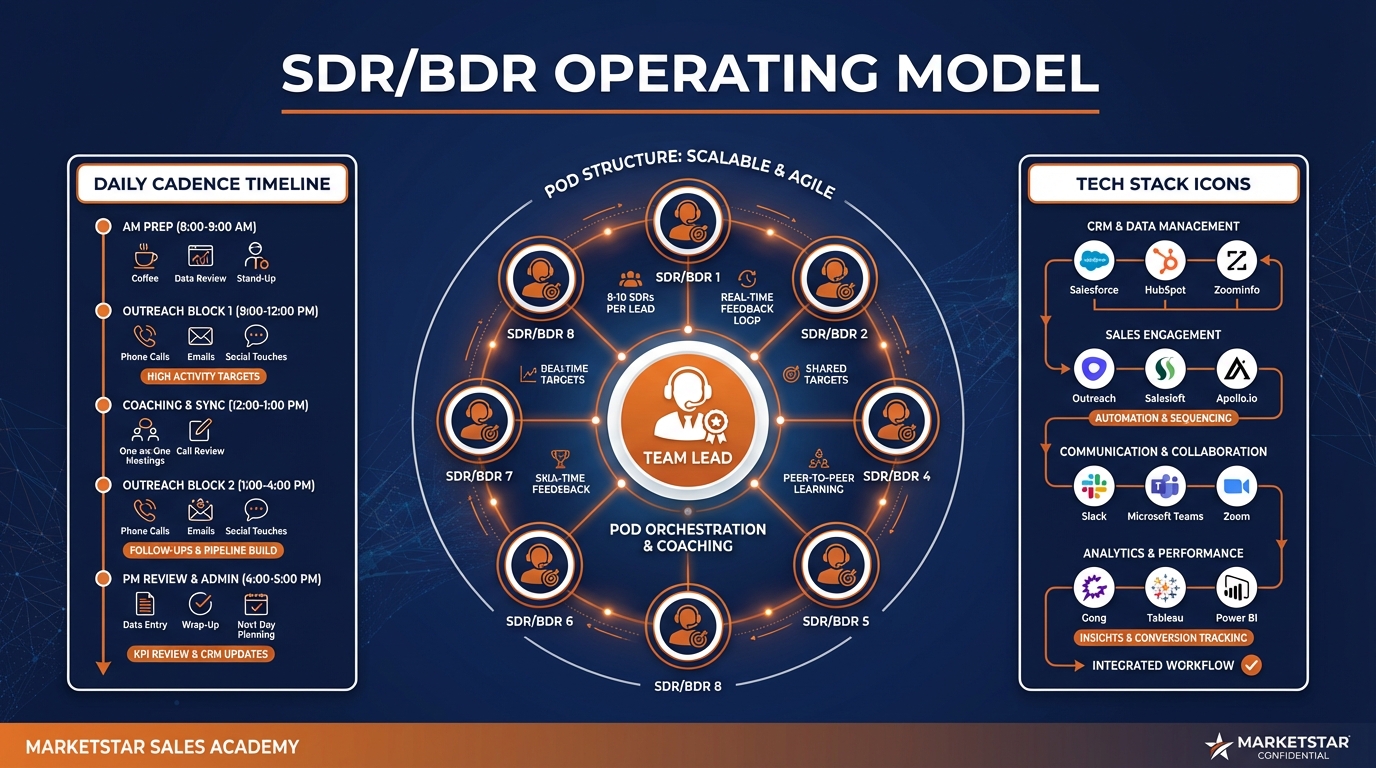 SDR/BDR OPERATING MODEL
DAILY CADENCE TIMELINE
AM PREP (8:00-9:00 AM)
Coffee
Data Review
Stand-Up
OUTREACH BLOCK 1 (9:00-12:00 PM)
Phone Calls
Emails
Social Touches
HIGH ACTIVITY TARGETS
COACHING & SYNC (12:00-1:00 PM)
One Meetings
Call Review
OUTREACH BLOCK 2 (1:00-4:00 PM)
Phone Calls
Emails
Social Touches
FOLLOW-UPS & PIPELINE BUILD
PM REVIEW & ADMIN (4:00-5:00 PM)
Data Entry
Wrap-Up
Next Day
Planning
KPI REVIEW & CRM UPDATES
POD STRUCTURE: SCALABLE & AGILE
SDR/BDR 1
SDR/BDR 8
SDR/BDR 2
8-10 SDRs
PER LEAD
REAL-TIME
FEEDBACK
LOOP
TARGETS
SHARED
TARGETS
TEAM LEAD
SDR/BDR 7
SDR/BDR 4
PEER-TO-PEER
LEARNING
POD ORCHESTRATION
& COACHING
SDR/BDR 6
SDR/BDR 5
SDR/BDR 8
TECH STACK ICONS
CRM & DATA MANAGEMENT
salesforce
Salesforce
HubSpot
Zoominfo
SALES ENGAGEMENT
Outreach
Salesloft
Apollo.io
AUTOMATION & SEQUENCING
COMMUNICATION & COLLABORATION
Slack
Microsoft Teams
Zoom
ANALYTICS & PERFORMANCE
Gong
Tableau
Power BI
INSIGHTS & CONVERSION TRACKING
INTEGRATED WORKFLOW
MARKETSTAR SALES ACADEMY
MARKETSTAR
CONFIDENTIAL